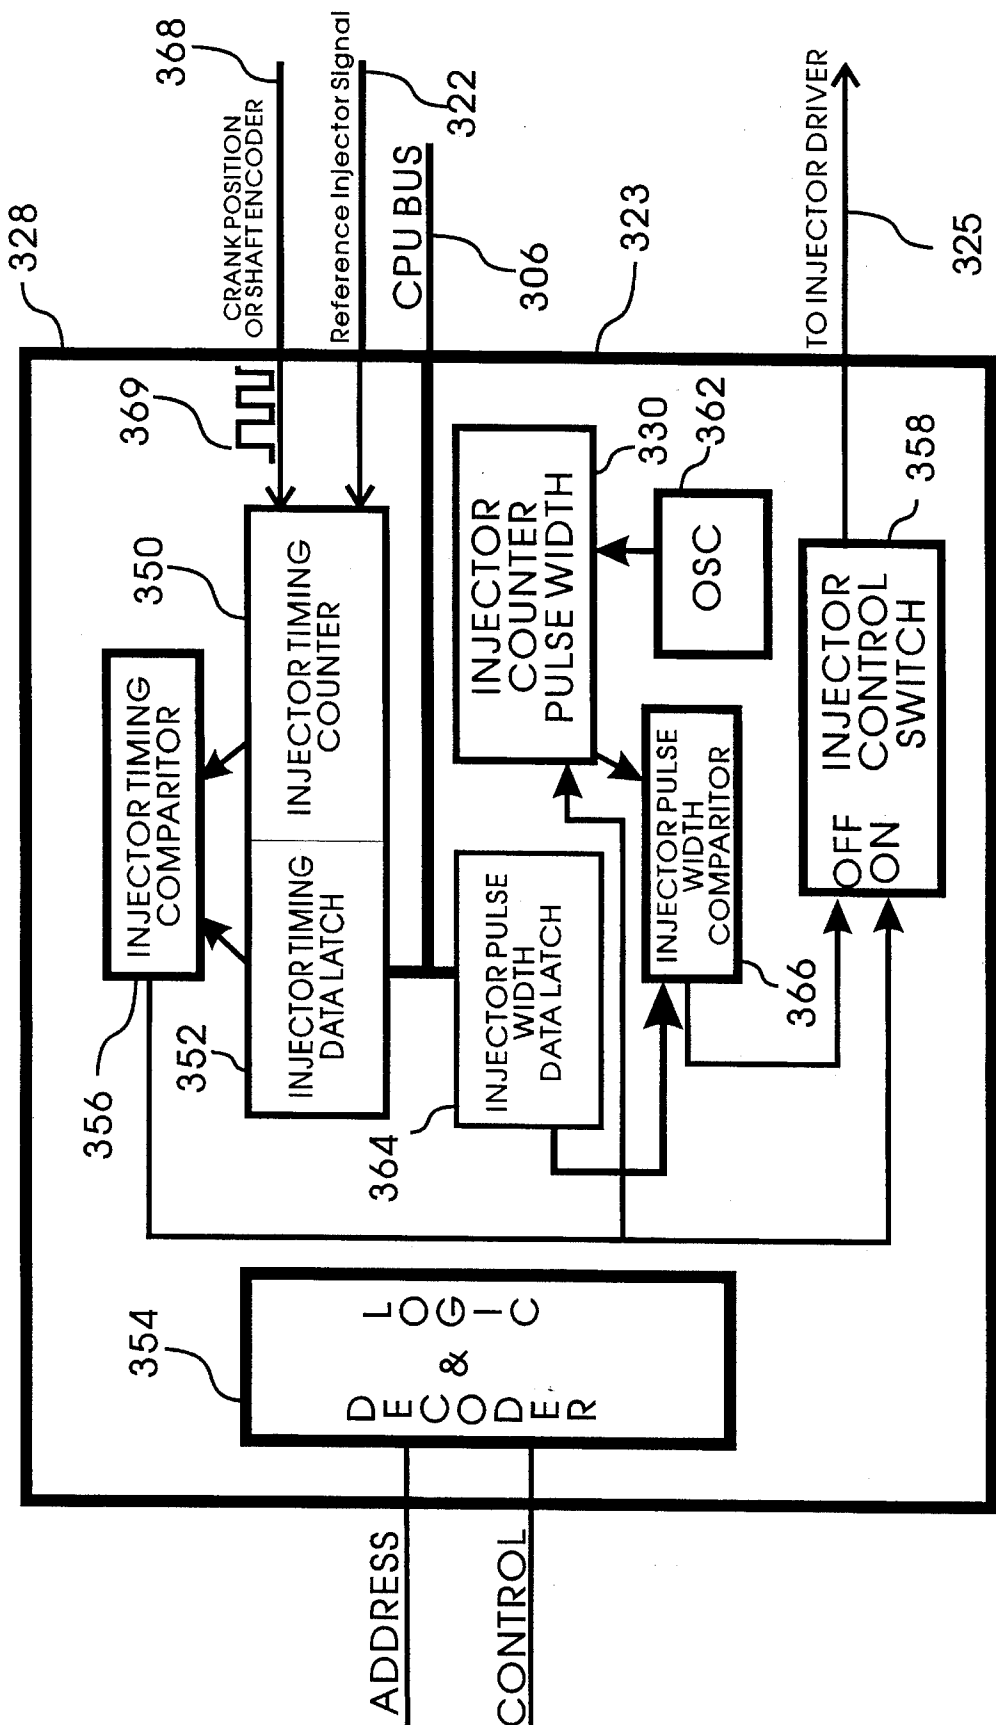 328
CRANK POSITION
OR SHAFT ENCODER
368
369
Reference Injector Signal
322
CPU BUS
306
323
TO INJECTOR DRIVER
325
356
INJECTOR TIMING
COMPARITOR
350
352
INJECTOR TIMING
DATA LATCH
INJECTOR TIMING
COUNTER
364
INJECTOR PULSE
WIDTH
DATA LATCH
INJECTOR
COUNTER
PULSE WIDTH
330
OSC
362
INJECTOR PULSE
WIDTH
COMPARITOR
366
OFF
ON
INJECTOR
CONTROL
SWITCH
358
354
DECODER
&
LOGIC
ADDRESS
CONTROL